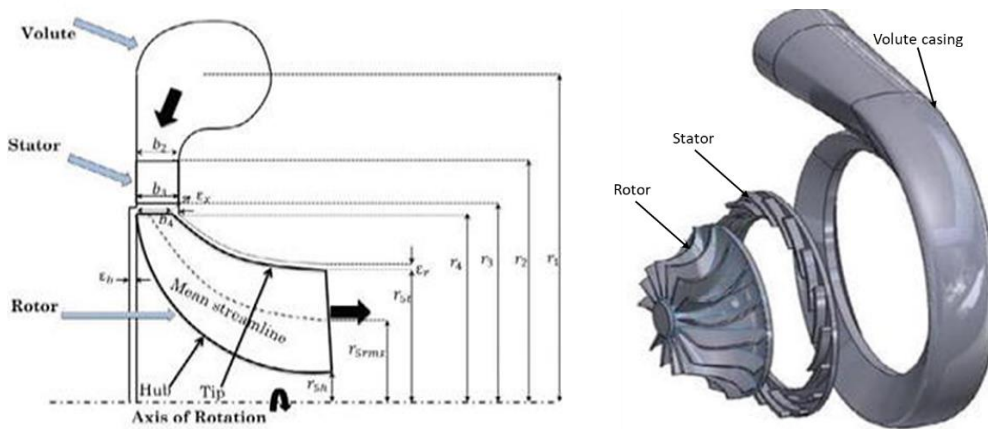 Volute
Stator
b₂
b₃
εₓ
b₄
εₕ
Rotor
Mean streamline
Hub
Tip
Axis of Rotation
r₅ₕ
r₅ᵣₘₛ
r₅ₜ
εᵣ
r₄
r₃
r₂
r₁
Volute casing
Stator
Rotor